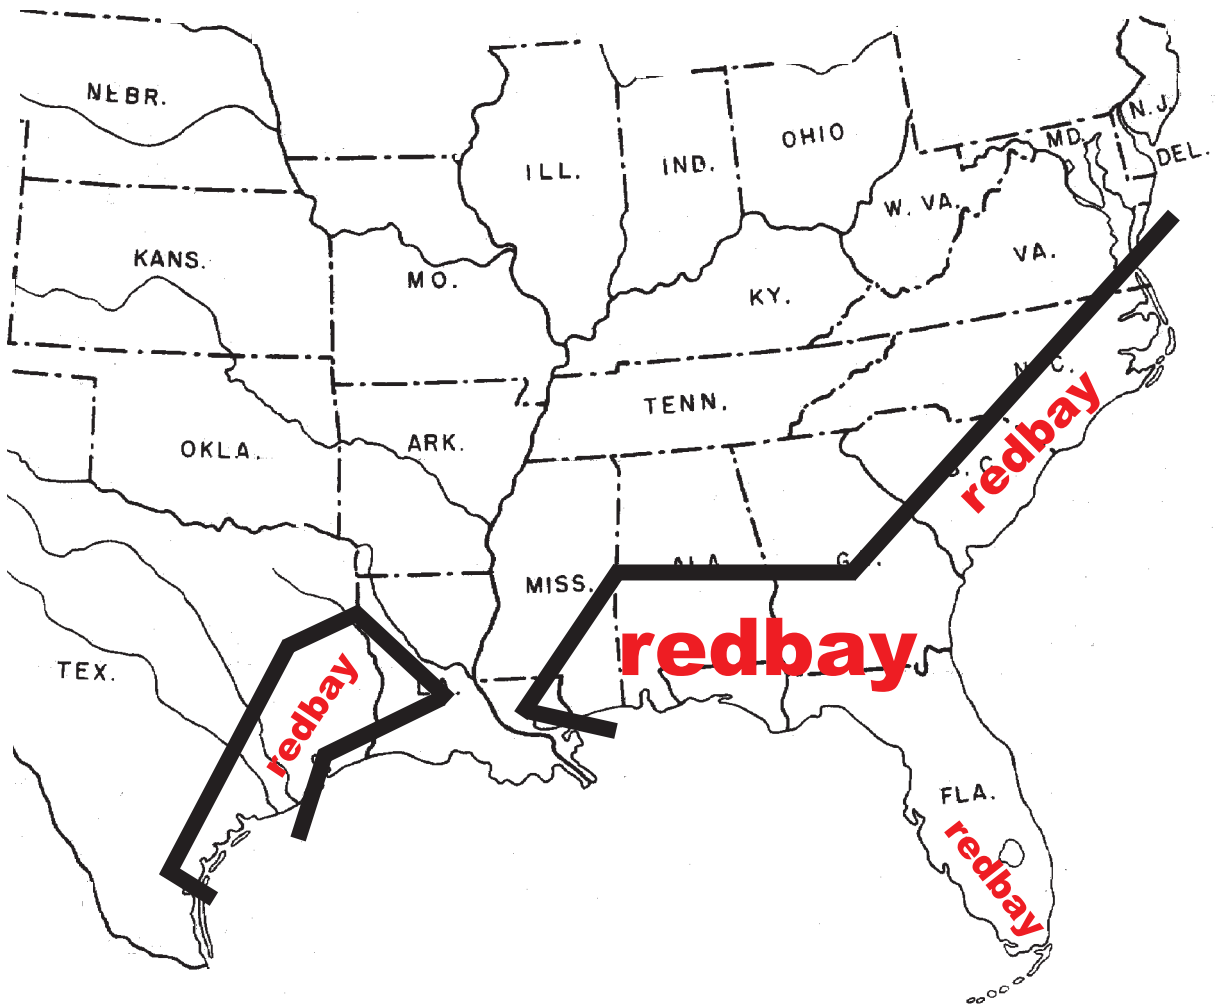 NEBR.
N.J.
OHIO
MD.
DEL.
ILL.
IND.
W. VA.
KANS.
VA.
MO.
KY.
N.C.
TENN.
redbay
ARK.
OKLA.
S.C.
ALA
G
MISS.
redbay
TEX.
redbay
FLA.
redbay